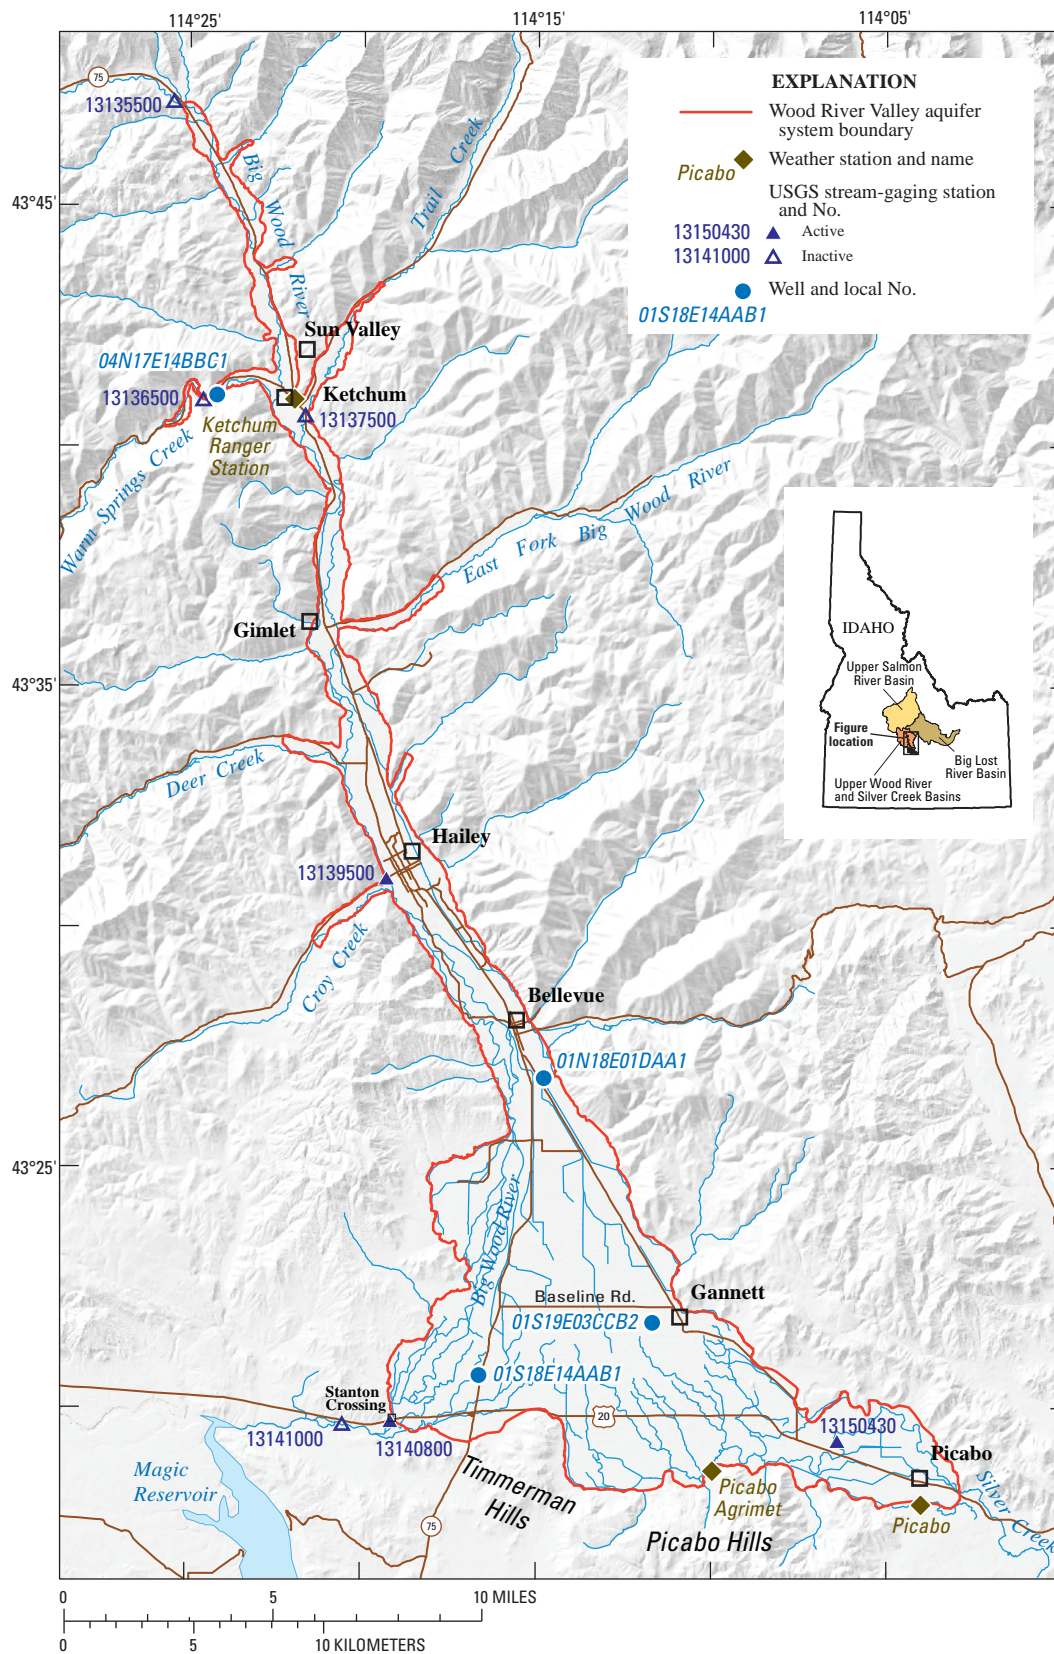 114°25'
114°15'
114°05'
75
13135500
Big
Wood
River
Trail
Creek
EXPLANATION
Wood River Valley aquifer
system boundary
Picabo
Weather station and name
USGS stream-gaging station
and No.
13150430
Active
13141000
Inactive
Well and local No.
01S18E14AAB1
43°45'
Sun Valley
04N17E14BBC1
13136500
Ketchum
13137500
Ketchum
Ranger
Station
Warm Springs Creek
East Fork Big Wood River
Gimlet
IDAHO
Upper Salmon
River Basin
Figure
location
Big Lost
River Basin
Upper Wood River
and Silver Creek Basins
43°35'
Deer Creek
Hailey
13139500
Croy Creek
Bellevue
01N18E01DAA1
43°25'
Big Wood River
Baseline Rd.
Gannett
01S19E03CCB2
01S18E14AAB1
Stanton
Crossing
20
13141000
13140800
13150430
Picabo
Magic
Reservoir
Timmerman
Hills
Picabo
Agrimet
Picabo
Silver Creek
75
Picabo Hills
0
5
10 MILES
0
5
10 KILOMETERS